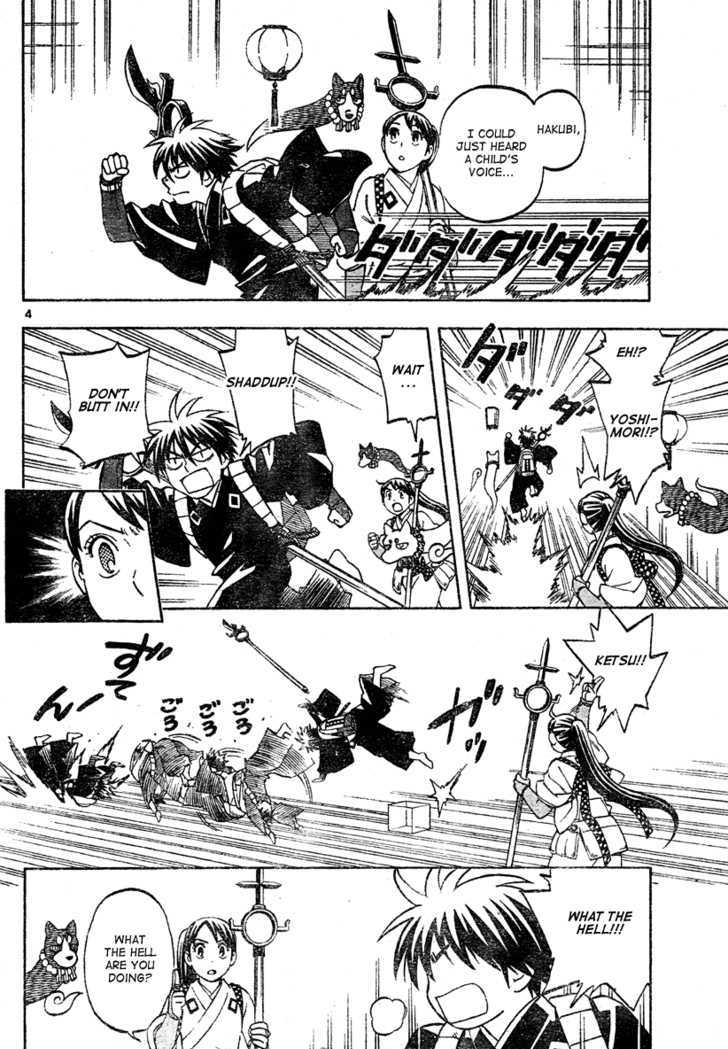 HAKUBI,
I COULD
JUST HEARD
A CHILD'S
VOICE...
ダダダダダ
4
EH!?
YOSHI-
MORI!?
ダ
ダダダ
WAIT
...
SHADDUP!!
DON'T
BUTT IN!!
KETSU!!
ガッ
ごろ
ごろ
ごろ
ずてーん
WHAT THE
HELL!!!
WHAT
THE HELL
ARE YOU
DOING?